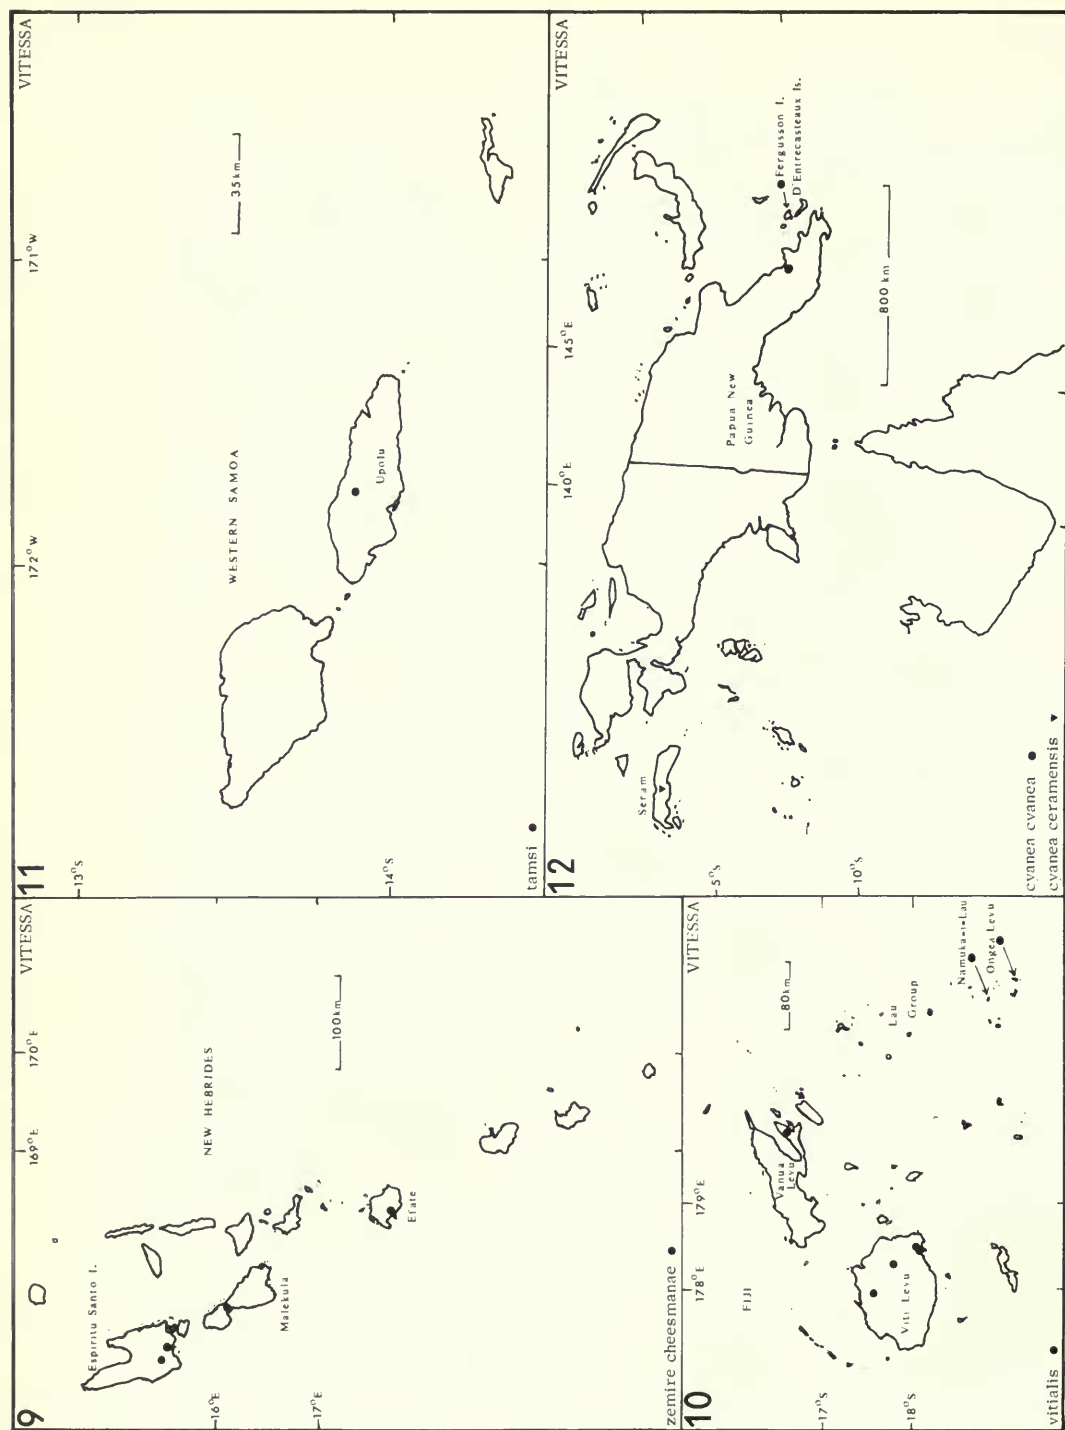 9
VITESSA
170°E
169°E
NEW HEBRIDES
100km
Espiritu Santo I.
Malekula
Efate
16°E
17°E
zemire cheesmanae ●
10
VITESSA
80km
179°E
178°E
FIJI
Vanua
Levu
Viti Levu
Lau
Group
Namuka-i-Lau
Ongea Levu
17°S
18°S
vitialis ●
11
VITESSA
171°W
172°W
35km
WESTERN SAMOA
Upolu
13°S
14°S
tamsi ●
12
VITESSA
145°E
140°E
Fergusson I.
D'Entrecasteaux Is.
800 km
Papua New
Guinea
Seram
5°S
10°S
cyanea cyanea ●
cyanea ceramensis ▼